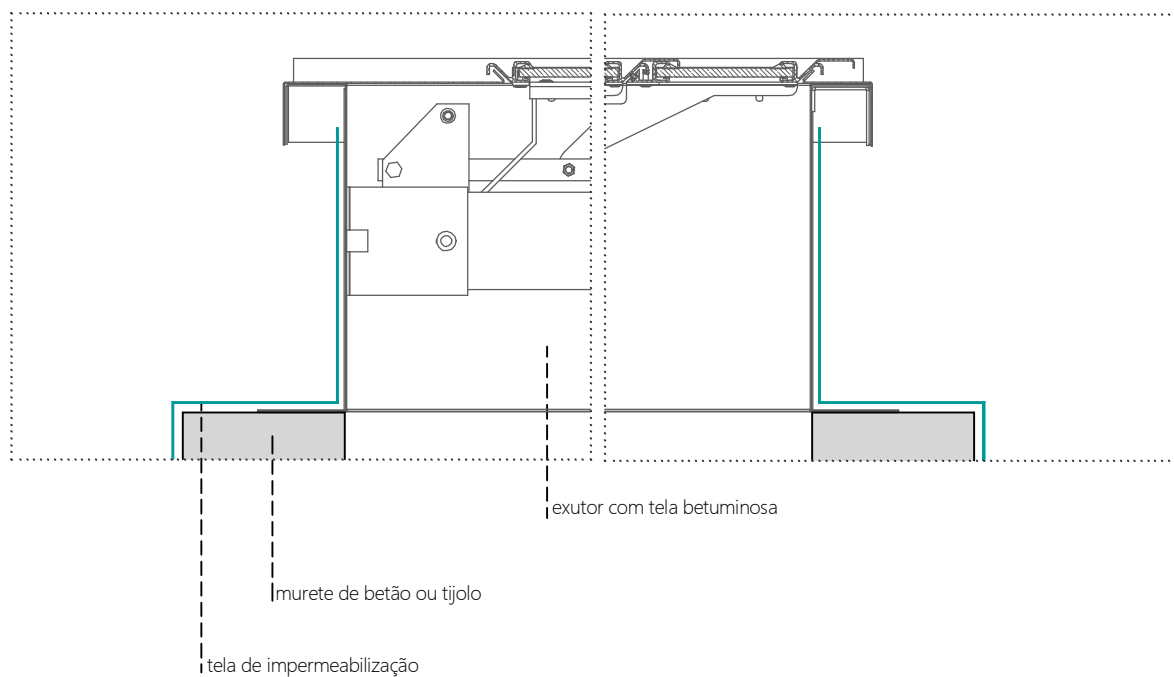 exutor com tela betuminosa
murete de betão ou tijolo
tela de impermeabilização